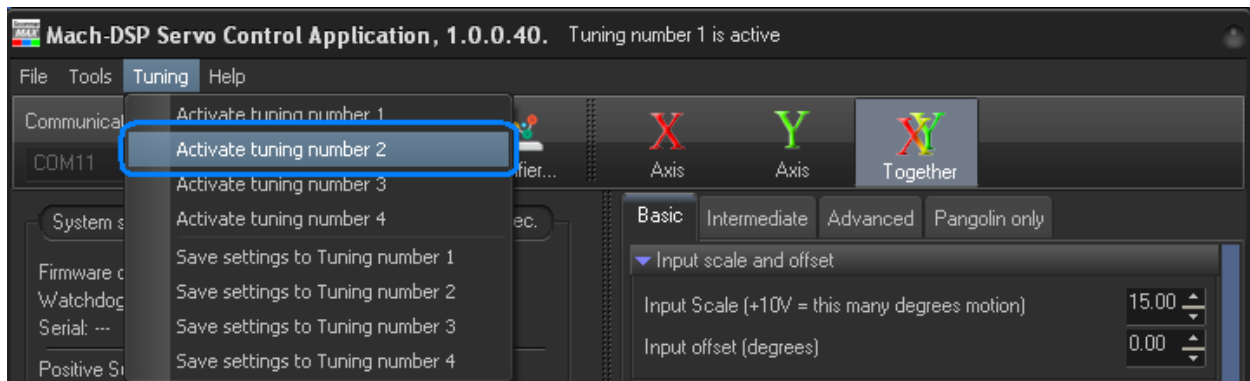 Mach-DSP Servo Control Application, 1.0.0.40. Tuning number 1 is active
File Tools Tuning Help
Activate tuning number 1
Activate tuning number 2
Activate tuning number 3
Activate tuning number 4
Save settings to Tuning number 1
Save settings to Tuning number 2
Save settings to Tuning number 3
Save settings to Tuning number 4
COM11
X Y XY
Axis Axis Together
System s
ec.
Firmware
Serial: ---
Positive
Basic Intermediate Advanced Pangolin only
Input scale and offset
Input Scale (+10V = this many degrees motion) 15.00
Input offset (degrees) 0.00